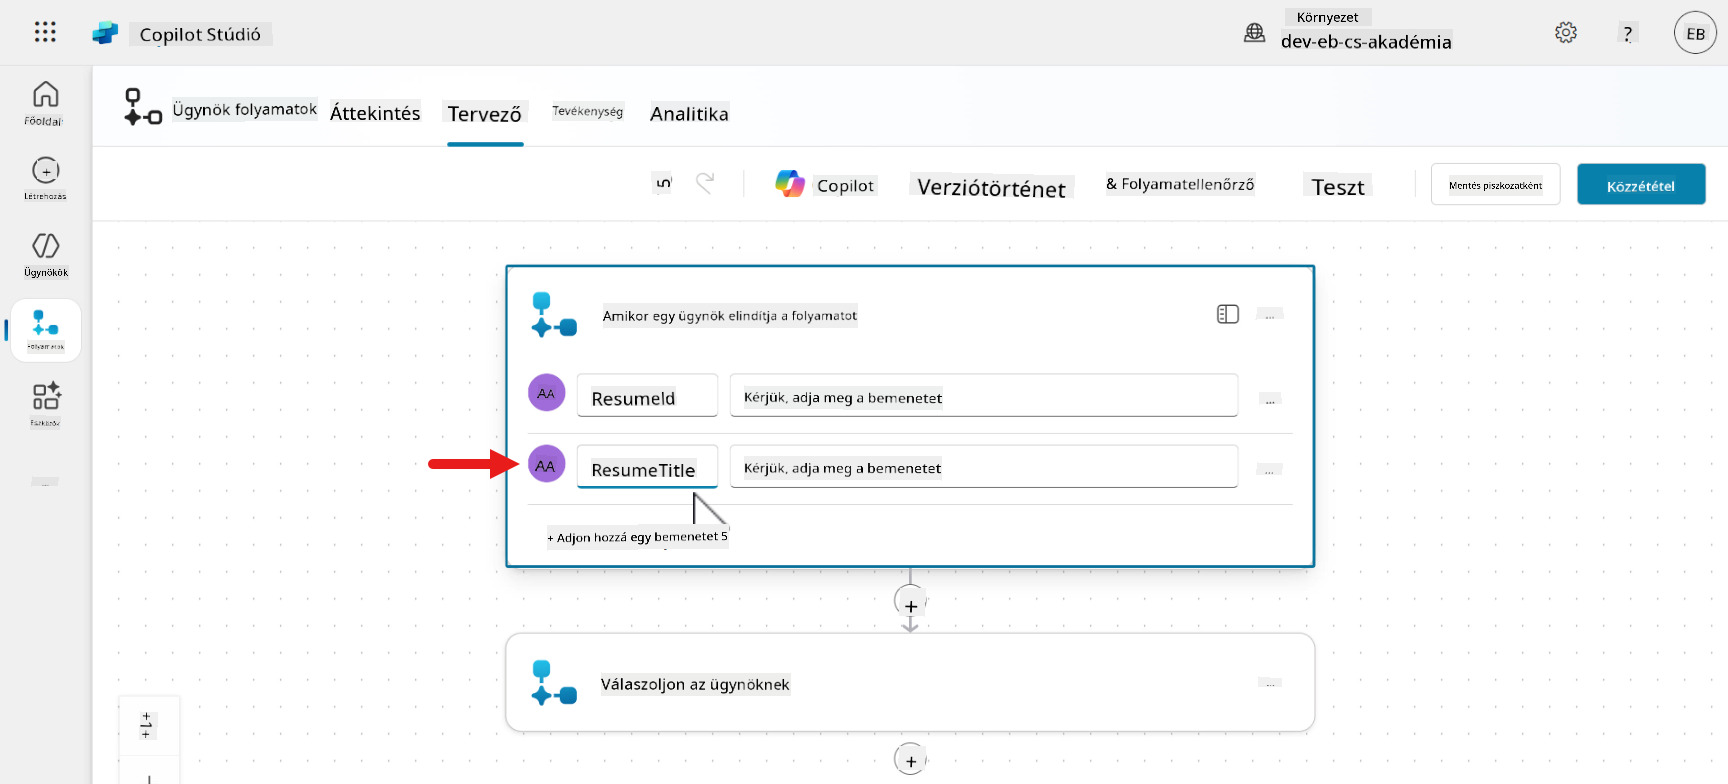 Copilot Stúdió
Környezet
dev-eb-cs-akadémia
?
EB
Főoldal
Létrehozás
Ügynökök
Folyamatok
Ügynök folyamatok
Áttekintés
Tervező
Tevékenység
Analitika
Copilot
Verziótörténet
& Folyamatellenőrző
Teszt
Mentés piszkozatként
Közzététel
Amikor egy ügynök elindítja a folyamatot
...
AA
ResumeId
Kérjük, adja meg a bemenetet
...
AA
ResumeTitle
Kérjük, adja meg a bemenetet
...
+ Adjon hozzá egy bemenetet 5
+
Válaszoljon az ügynöknek
...
+